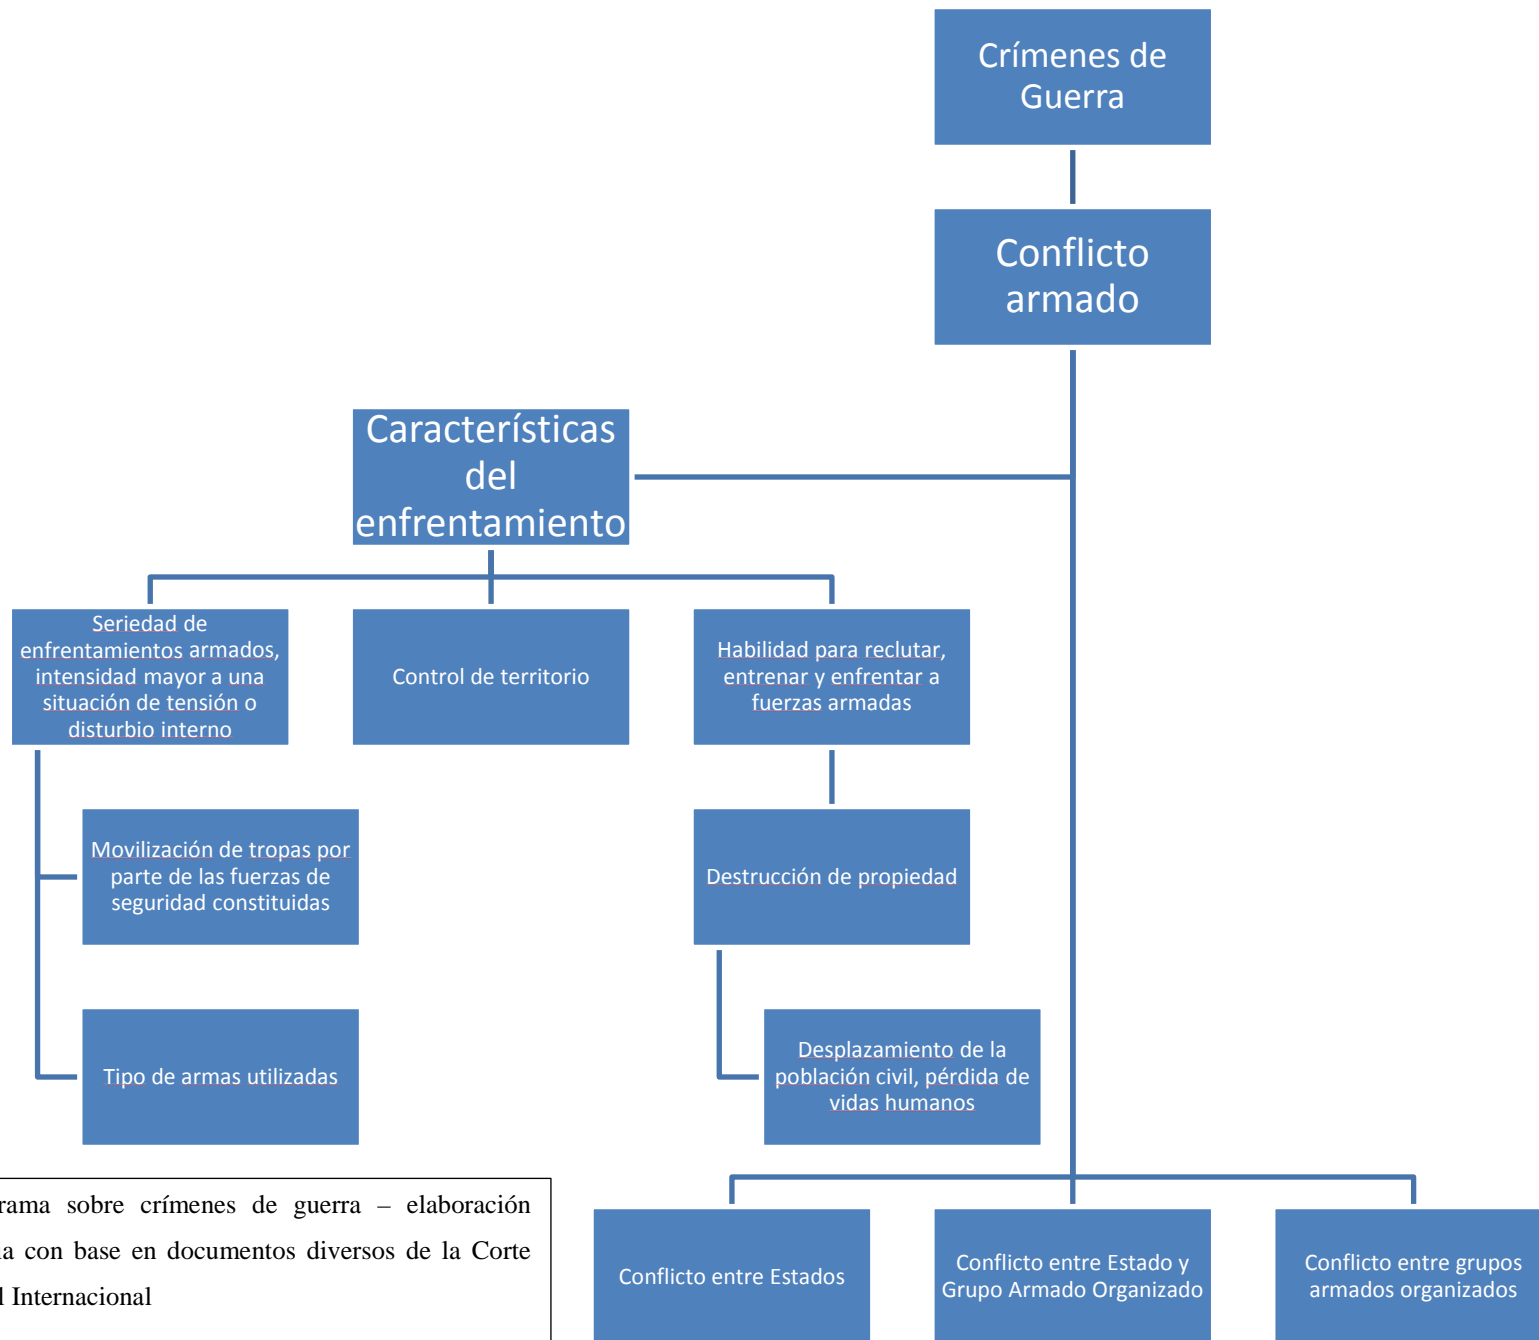 Crímenes de
Guerra
Conflicto
armado
Características
del
enfrentamiento
Seriedad de
enfrentamientos armados,
intensidad mayor a una
situación de tensión o
disturbio interno
Control de territorio
Habilidad para reclutar,
entrenar y enfrentar a
fuerzas armadas
Movilización de tropas por
parte de las fuerzas de
seguridad constituidas
Destrucción de propiedad
Tipo de armas utilizadas
Desplazamiento de la
población civil, pérdida de
vidas humanos
sobre crímenes de guerra – elaboración
con base en documentos diversos de la Corte
Internacional
Conflicto entre Estados
Conflicto entre Estado y
Grupo Armado Organizado
Conflicto entre grupos
armados organizados